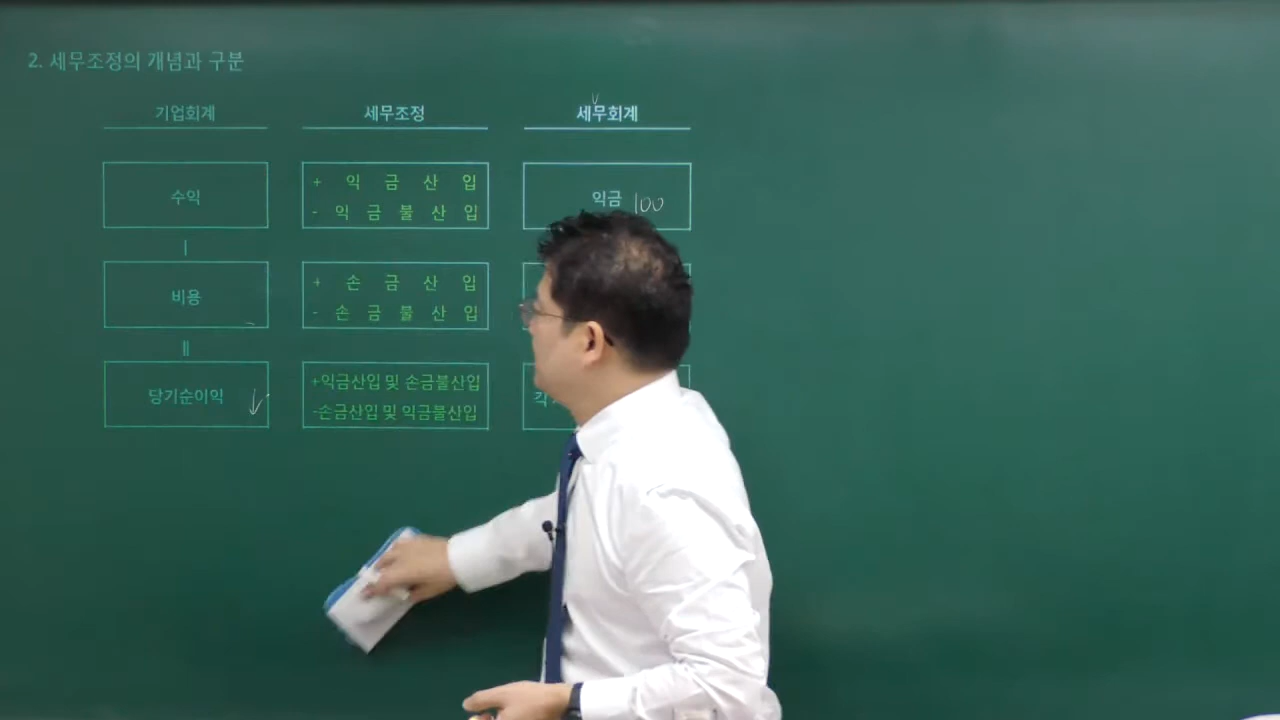 2. 세무조정의 개념과 구분
기업회계 세무조정 세무회계
수익
+ 익금산입
- 익금불산입
익금 100
비용
+ 손금산입
- 손금불산입
당기순이익
+익금산입 및 손금불산입
-손금산입 및 익금불산입
각